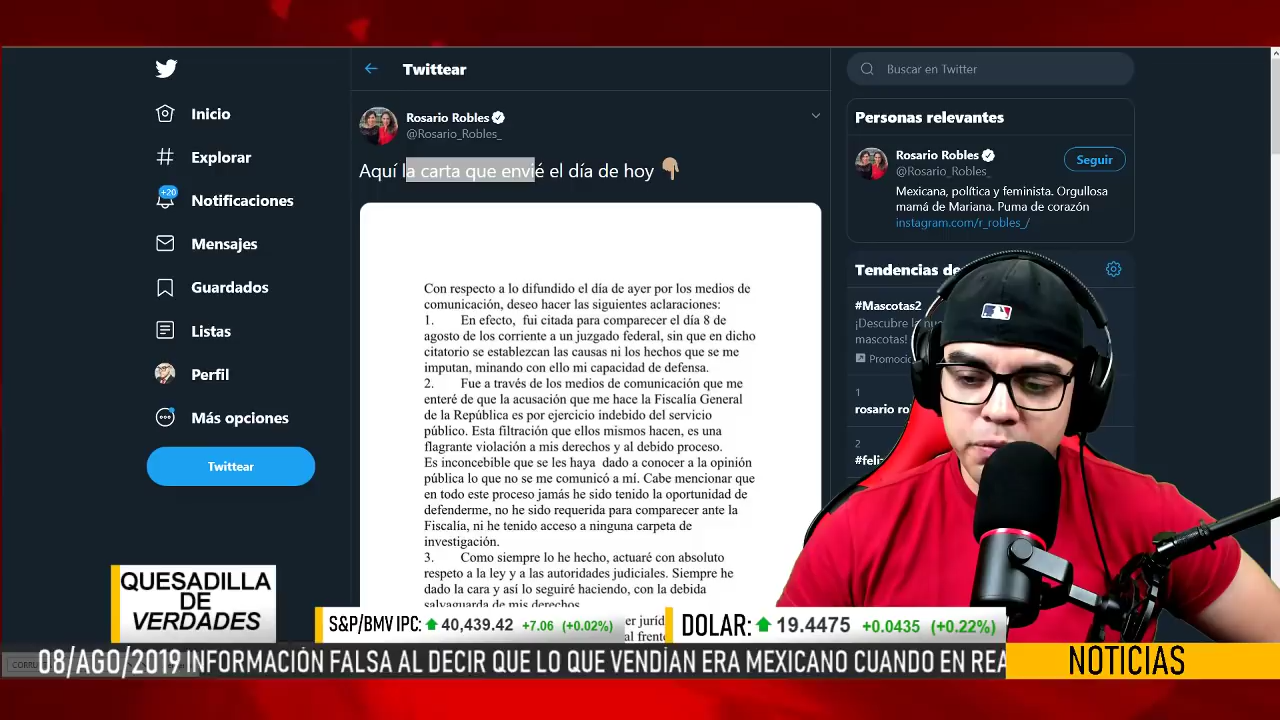 Inicio
Explorar
+20
Notificaciones
Mensajes
Guardados
Listas
Perfil
Más opciones
Twittear
Twittear
Rosario Robles
@Rosario_Robles_
Aquí la carta que envié el día de hoy
Con respecto a lo difundido el día de ayer por los medios de
comunicación, deseo hacer las siguientes aclaraciones:
1. En efecto, fui citada para comparecer el día 8 de
agosto de los corriente a un juzgado federal, sin que en dicho
citatorio se establezcan las causas ni los hechos que se me
imputan, minando con ello mi capacidad de defensa.
2. Fue a través de los medios de comunicación que me
enteré de que la acusación que me hace la Fiscalía General
de la República es por ejercicio indebido del servicio
público. Esta filtración que ellos mismos hacen, es una
flagrante violación a mis derechos y al debido proceso.
Es inconcebible que se les haya dado a conocer a la opinión
pública lo que no se me comunicó a mí. Cabe mencionar que
en todo este proceso jamás he sido tenido la oportunidad de
defenderme, no he sido requerida para comparecer ante la
Fiscalía, ni he tenido acceso a ninguna carpeta de
investigación.
3. Como siempre lo he hecho, actuaré con absoluto
respeto a la ley y a las autoridades judiciales. Siempre he
dado la cara y así lo seguiré haciendo, con la debida
salvaguarda de mis derechos
Buscar en Twitter
Personas relevantes
Rosario Robles
@Rosario_Robles_
Seguir
Mexicana, política y feminista. Orgullosa
mamá de Mariana. Puma de corazón
instagram.com/r_robles_/
Tendencias de
#Mascotas2
¡Descubre la
mascotas!
1
rosario
2
QUESADILLA
DE
VERDADES
S&P/BMV IPC: 40,439.42 +7.06 (+0.02%)
DOLAR: 19.4475 +0.0435 (+0.22%)
08/AGO/2019 INFORMACIÓN FALSA AL DECIR QUE LO QUE VENDÍAN ERA MEXICANO CUANDO EN REA
NOTICIAS